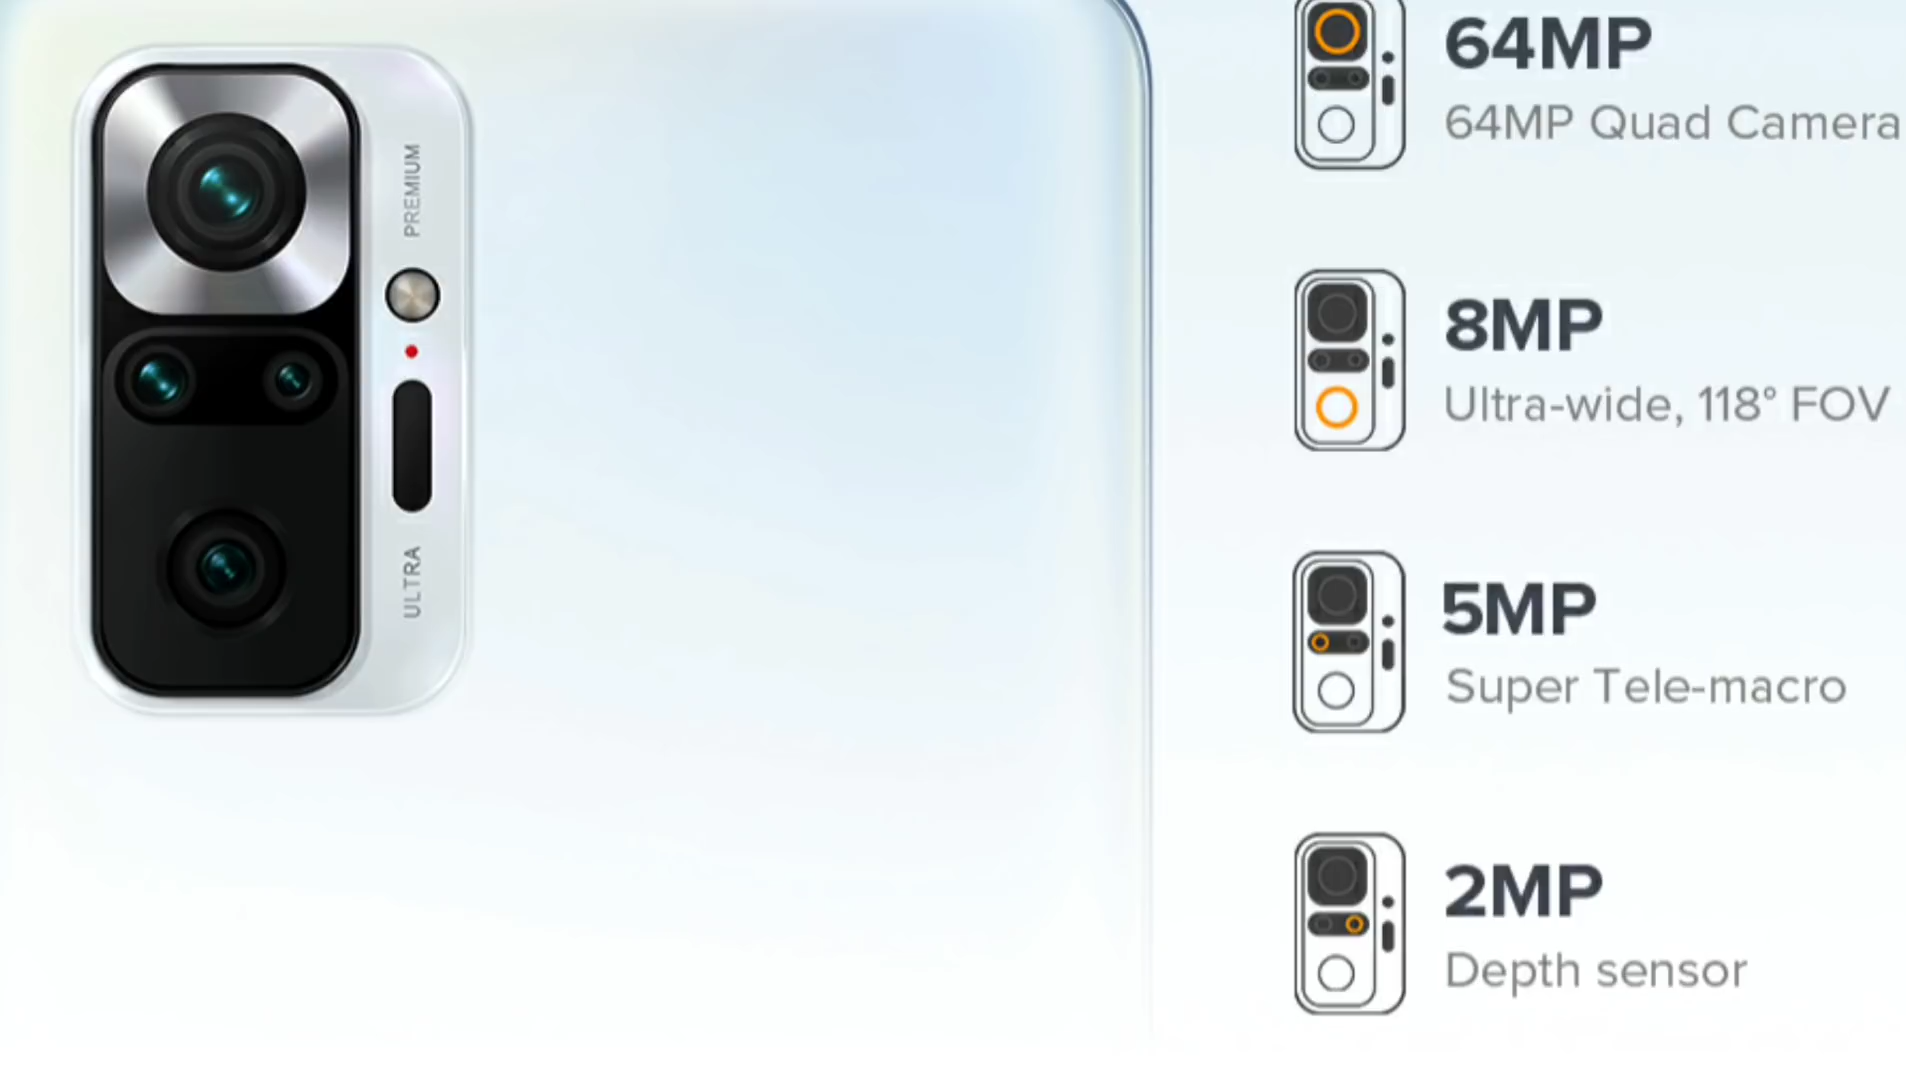 PREMIUM
ULTRA
64MP
64MP Quad Camera
8MP
Ultra-wide, 118° FOV
5MP
Super Tele-macro
2MP
Depth sensor